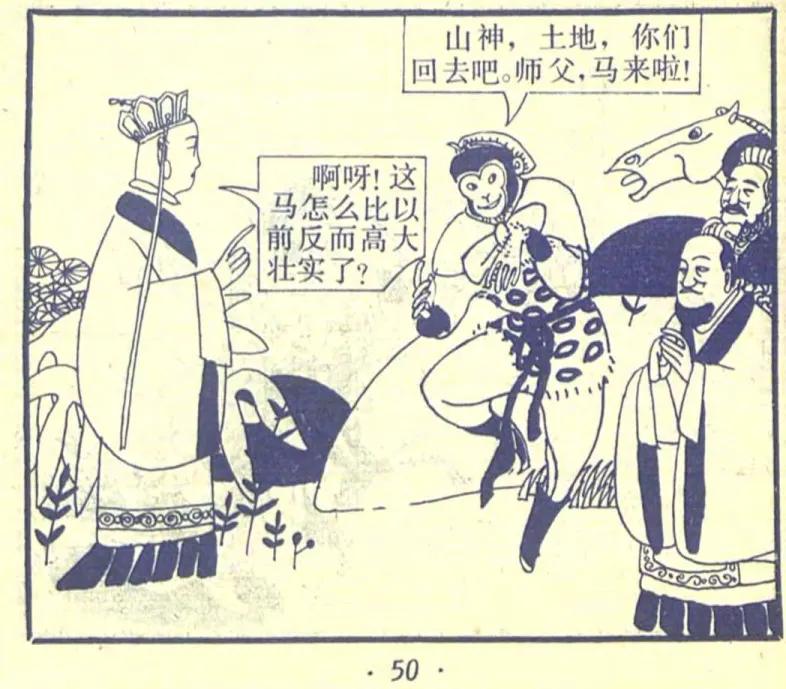 山神，土地，你们
回去吧。师父，马来啦！
啊呀！这
马怎么比以
前反而高大
壮实了？
·50·